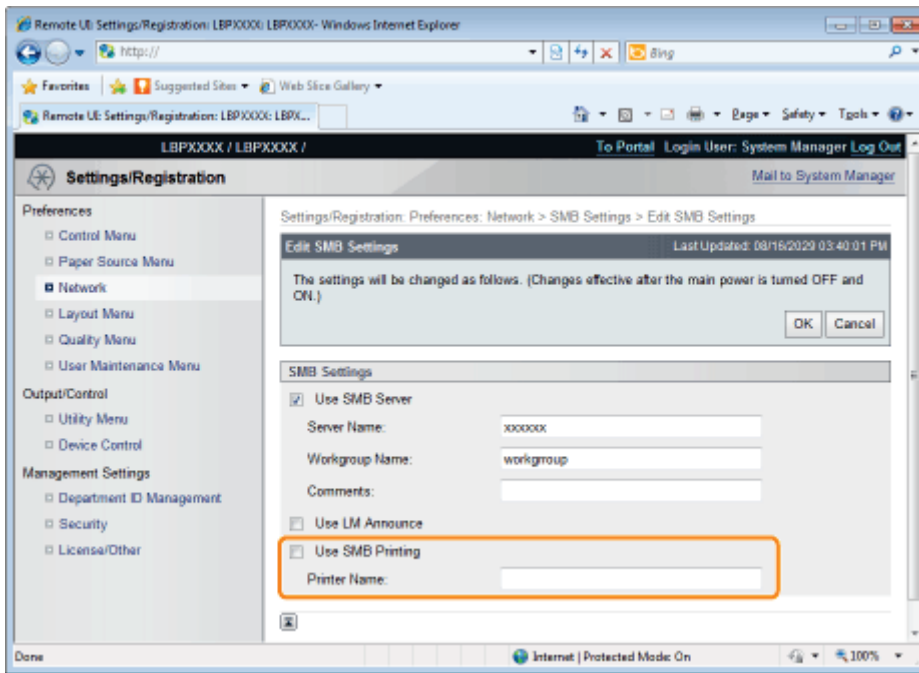 Remote UI: Settings/Registration: LBPXXXX: LBPXXXX- Windows Internet Explorer
http://
Bing
Favorites Suggested Sites Web Slice Gallery
Remote UI: Settings/Registration: LBPXXXX: LBPX... Page Safety Tools
LBPXXXX / LBPXXXX / To Portal Login User: System Manager Log Out
Settings/Registration Mail to System Manager
Preferences
Control Menu
Paper Source Menu
Network
Layout Menu
Quality Menu
User Maintenance Menu
Output/Control
Utility Menu
Device Control
Management Settings
Department ID Management
Security
License/Other
Settings/Registration: Preferences: Network > SMB Settings > Edit SMB Settings
Edit SMB Settings Last Updated: 08/16/2029 03:40:01 PM
The settings will be changed as follows. (Changes effective after the main power is turned OFF and
ON.)
OK Cancel
SMB Settings
Use SMB Server
Server Name: xxxxxx
Workgroup Name: workgrroup
Comments:
Use LM Announce
Use SMB Printing
Printer Name:
Done Internet | Protected Mode: On 100%